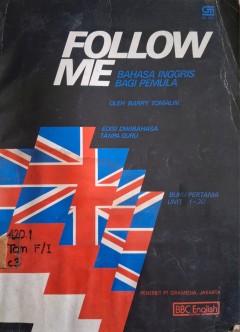 FOLLOW
ME BAHASA INGGRIS
BAGI PEMULA
OLEH BARRY TOMALIN
EDISI DWIBAHASA
TANPA GURU
BUKU PERTAMA
UNIT 1-30
420.1
Tom F/I
c3
PENERBIT PT GRAMEDIA, JAKARTA
BBC English